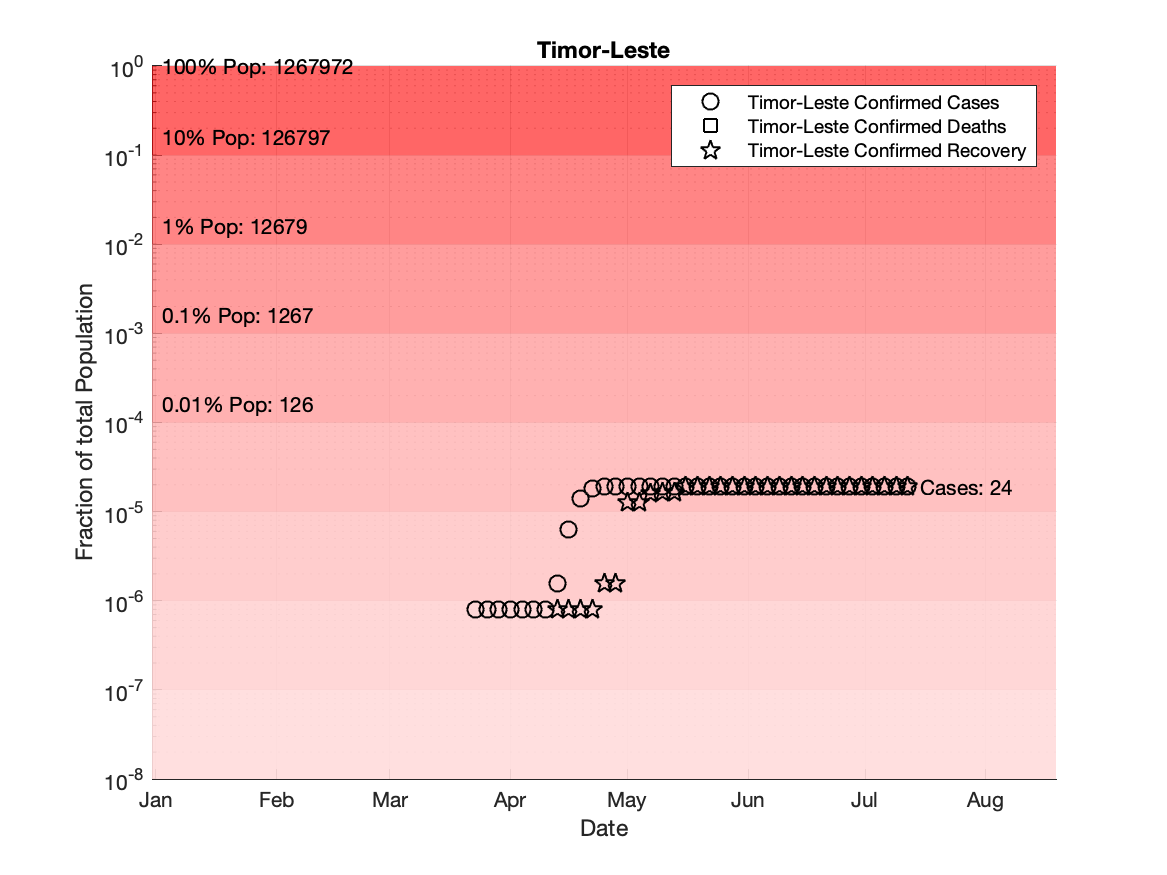 Timor-Leste
10^0
100% Pop: 1267972
Timor-Leste Confirmed Cases
Timor-Leste Confirmed Deaths
Timor-Leste Confirmed Recovery
10% Pop: 126797
10^-1
1% Pop: 12679
10^-2
0.1% Pop: 1267
10^-3
0.01% Pop: 126
10^-4
Cases: 24
10^-5
10^-6
10^-7
10^-8
Fraction of total Population
Jan Feb Mar Apr May Jun Jul Aug
Date